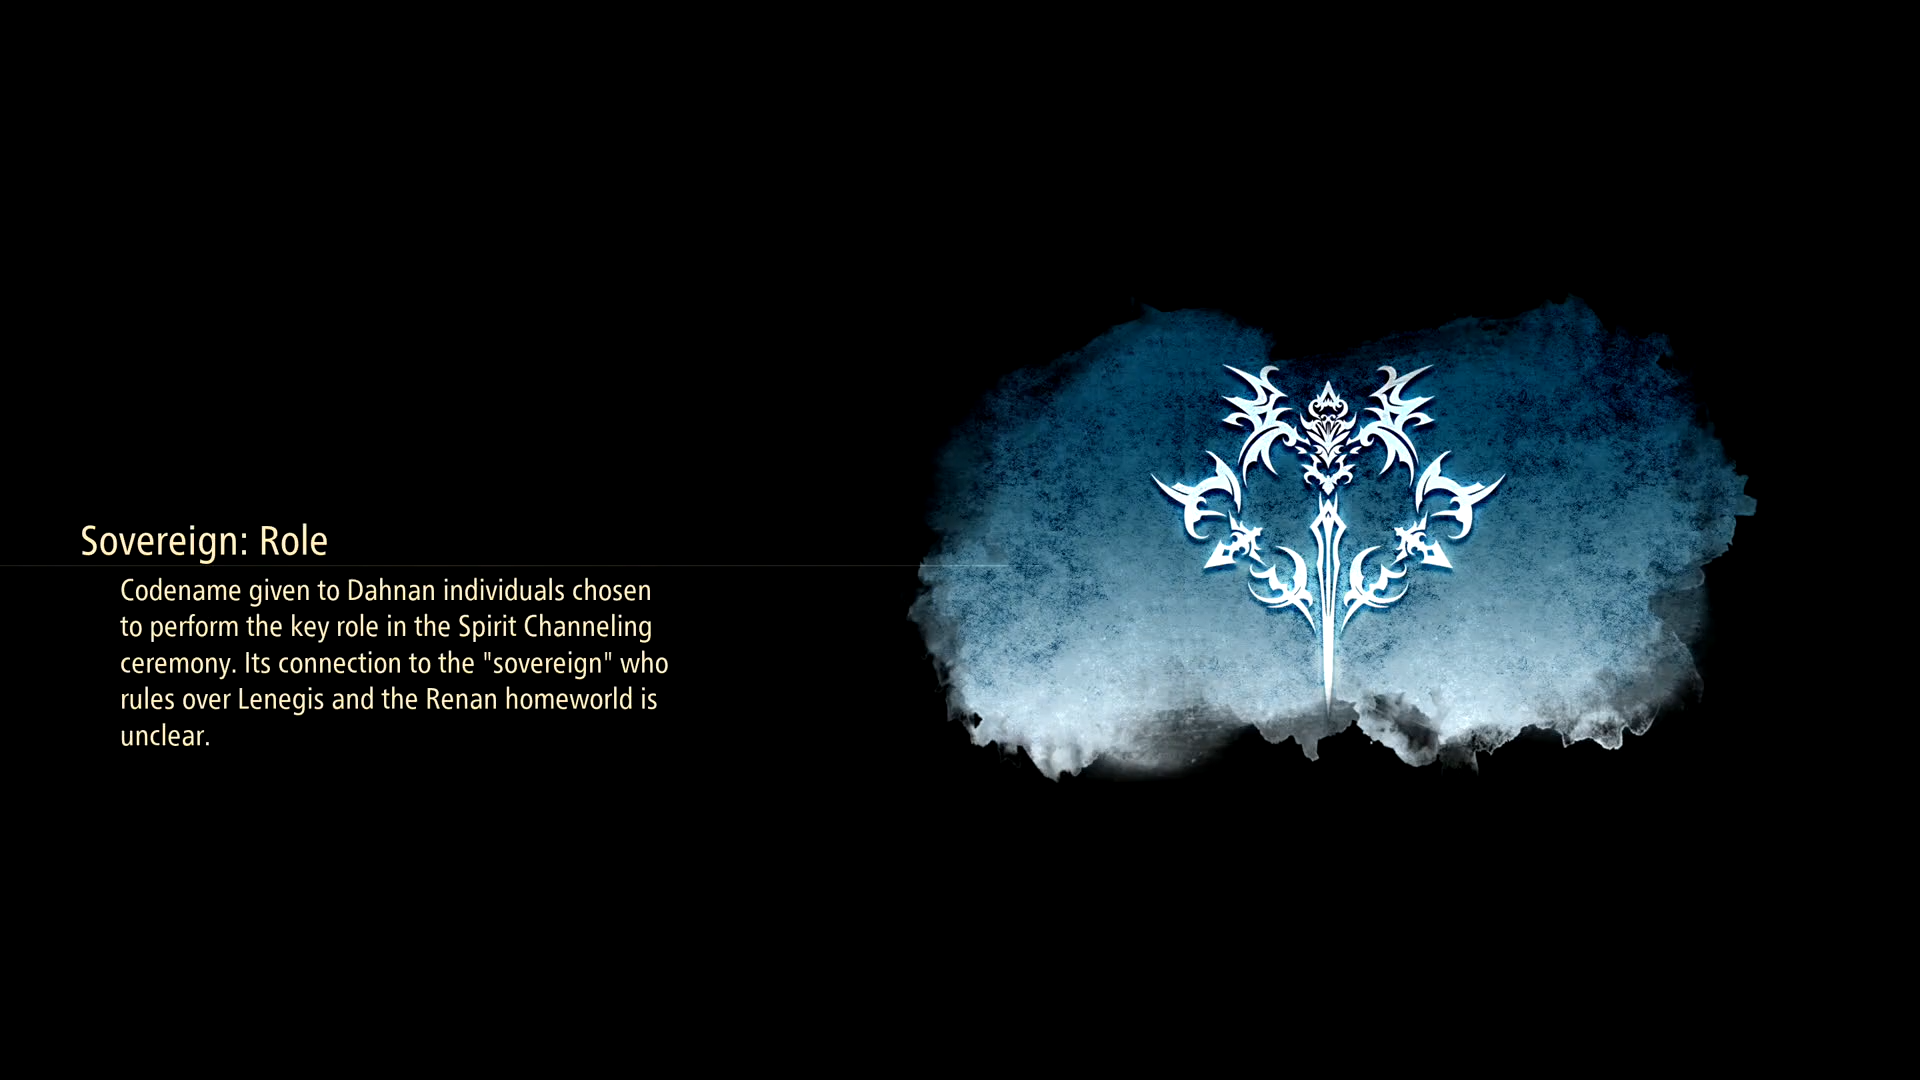 Sovereign: Role
Codename given to Dahnan individuals chosen
to perform the key role in the Spirit Channeling
ceremony. Its connection to the "sovereign" who
rules over Lenegis and the Renan homeworld is
unclear.